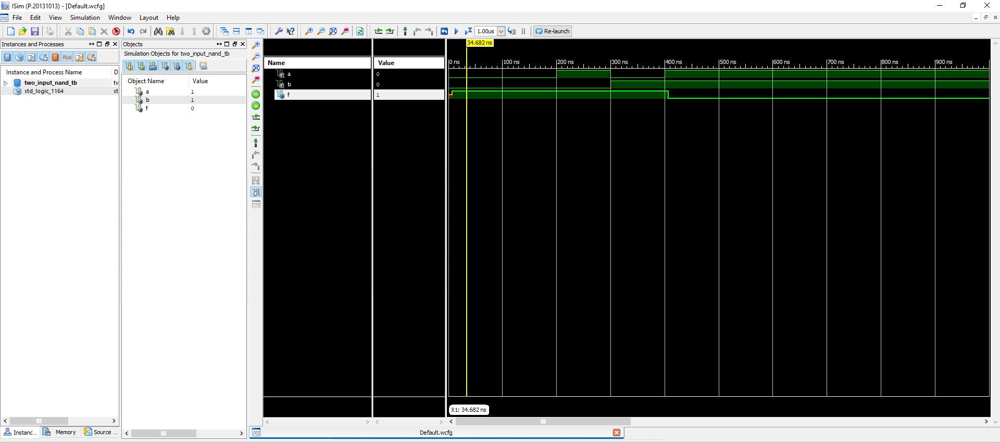 ISim (P.20131013) - [Default.wcfg]
File Edit View Simulation Window Layout Help
1.00us Re-launch
Instances and Processes
Instance and Process Name D
two_input_nand_tb tv
std_logic_1164 st
Instanc... Memory Source ...
Objects
Simulation Objects for two_input_nand_tb
Object Name Value
a 1
b 1
f 0
Name Value
a 0
b 0
f 1
34.682 ns
0 ns 100 ns 200 ns 300 ns 400 ns 500 ns 600 ns 700 ns 800 ns 900 ns
X1: 34.682 ns
Default.wcfg